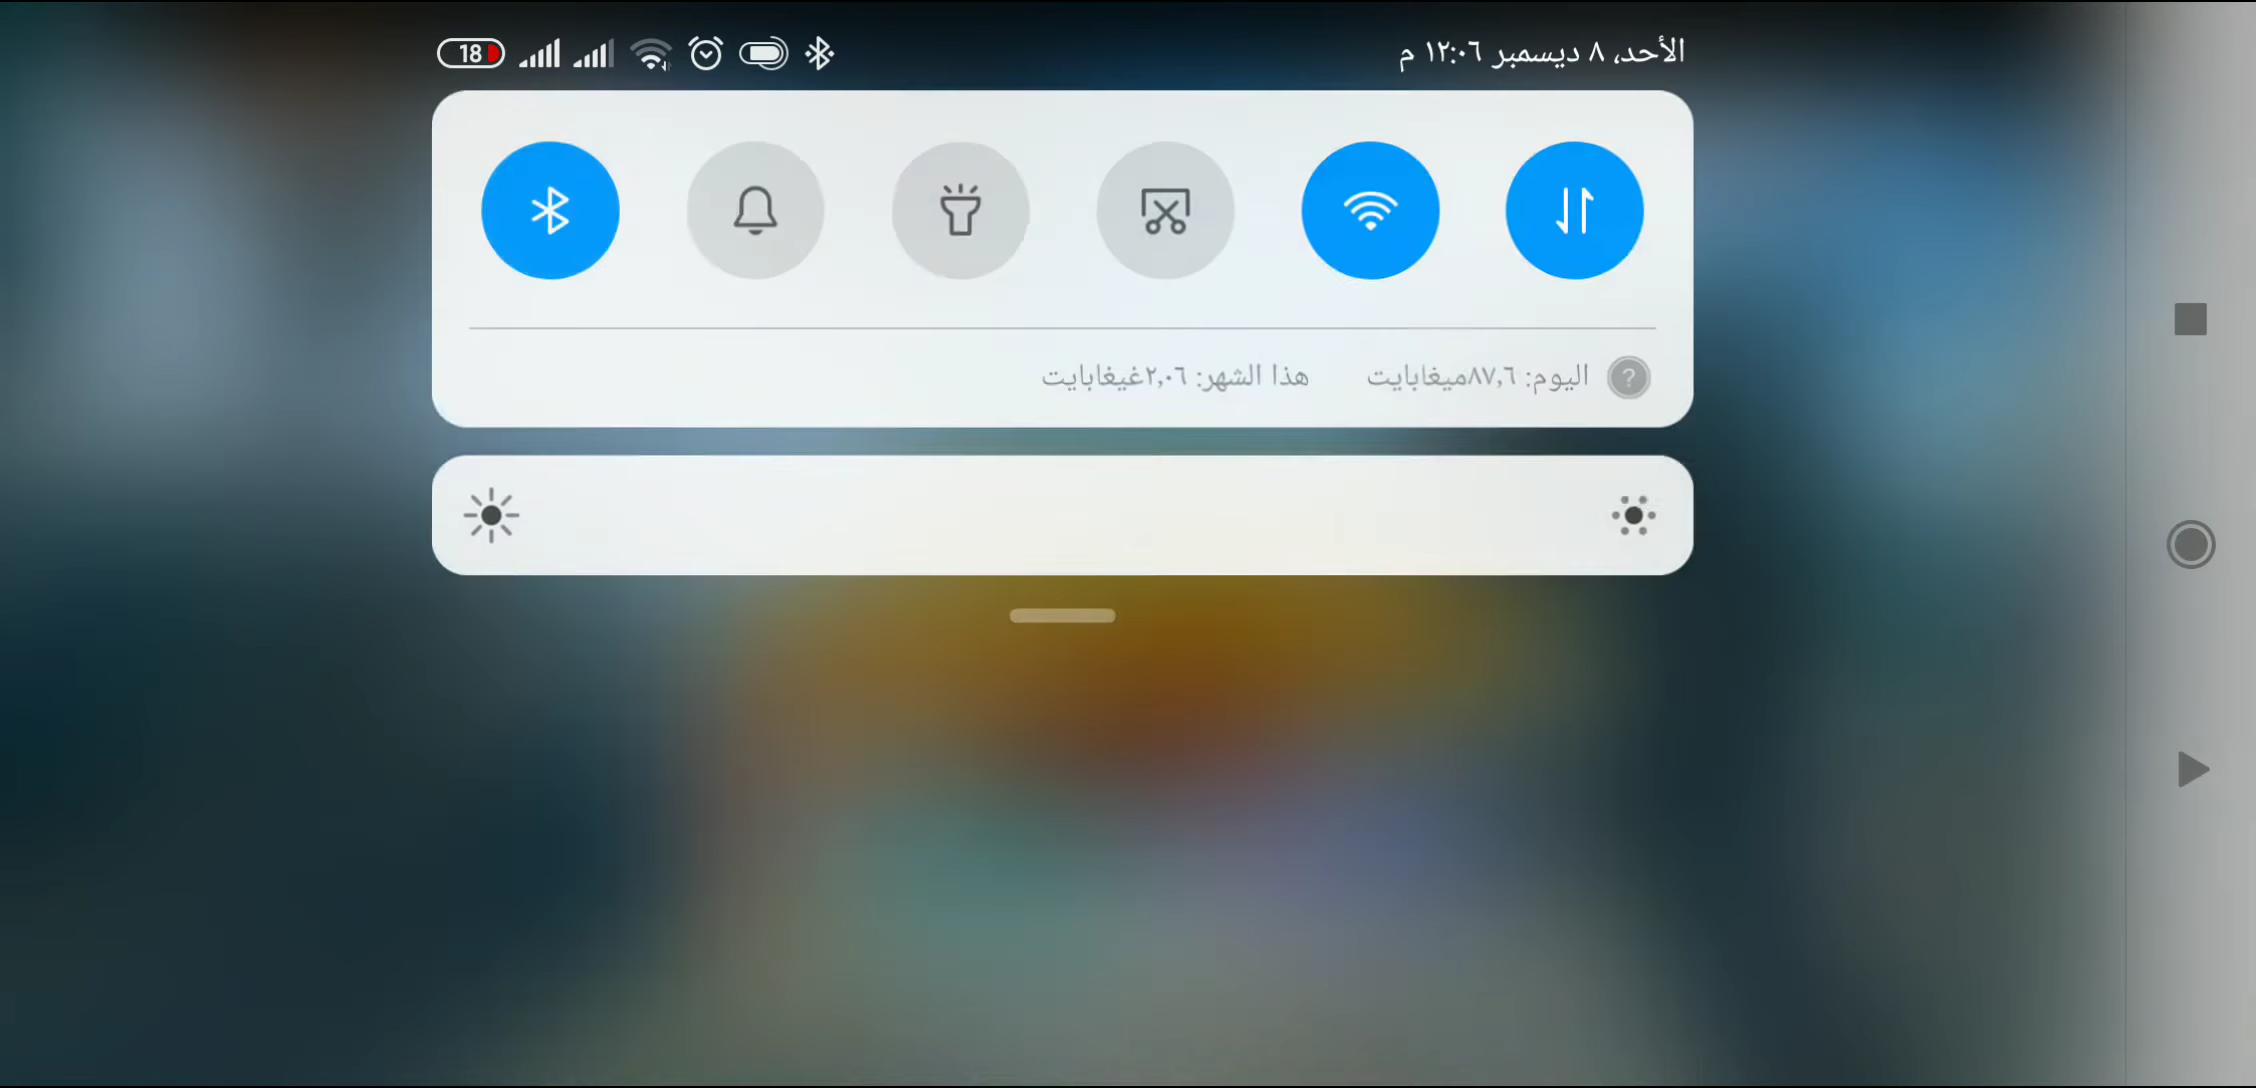 الأحد، ٨ ديسمبر ١٢:٠٦ م
18
اليوم: ٨٧,٦ميغابايت هذا الشهر: ٢,٠٦غيغابايت